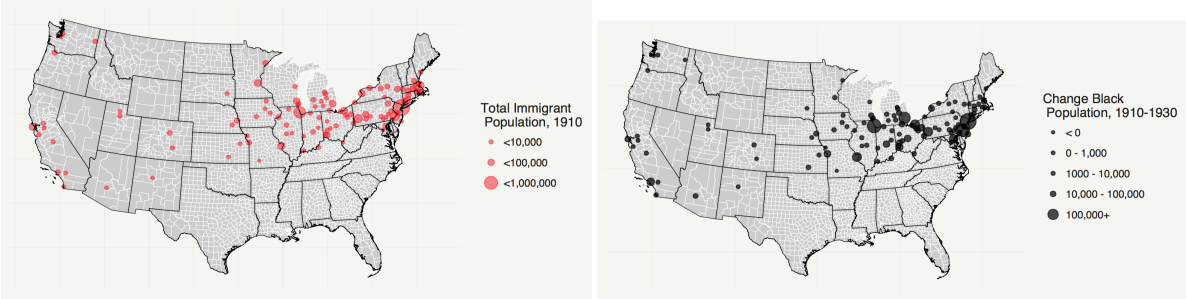 Total Immigrant
Population, 1910
<10,000
<100,000
<1,000,000
Change Black
Population, 1910-1930
< 0
0 - 1,000
1000 - 10,000
10,000 - 100,000
100,000+